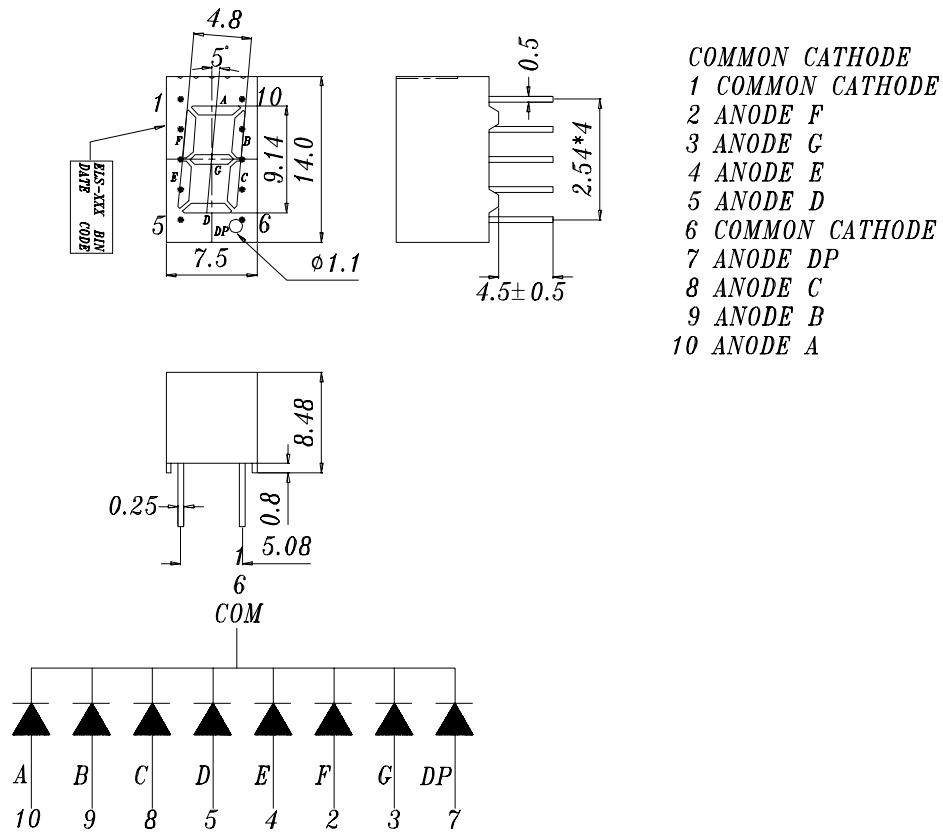 4.8
5°
1
10
A
F
B
G
E
C
D
5
6
DP
9.14
14.0
7.5
ϕ1.1
ELS-XXX BIN
DATE CODE
0.5
2.54*4
4.5±0.5
COMMON CATHODE
1 COMMON CATHODE
2 ANODE F
3 ANODE G
4 ANODE E
5 ANODE D
6 COMMON CATHODE
7 ANODE DP
8 ANODE C
9 ANODE B
10 ANODE A
8.48
0.25
0.8
5.08
1
6
COM
A B C D E F G DP
10 9 8 5 4 2 3 7